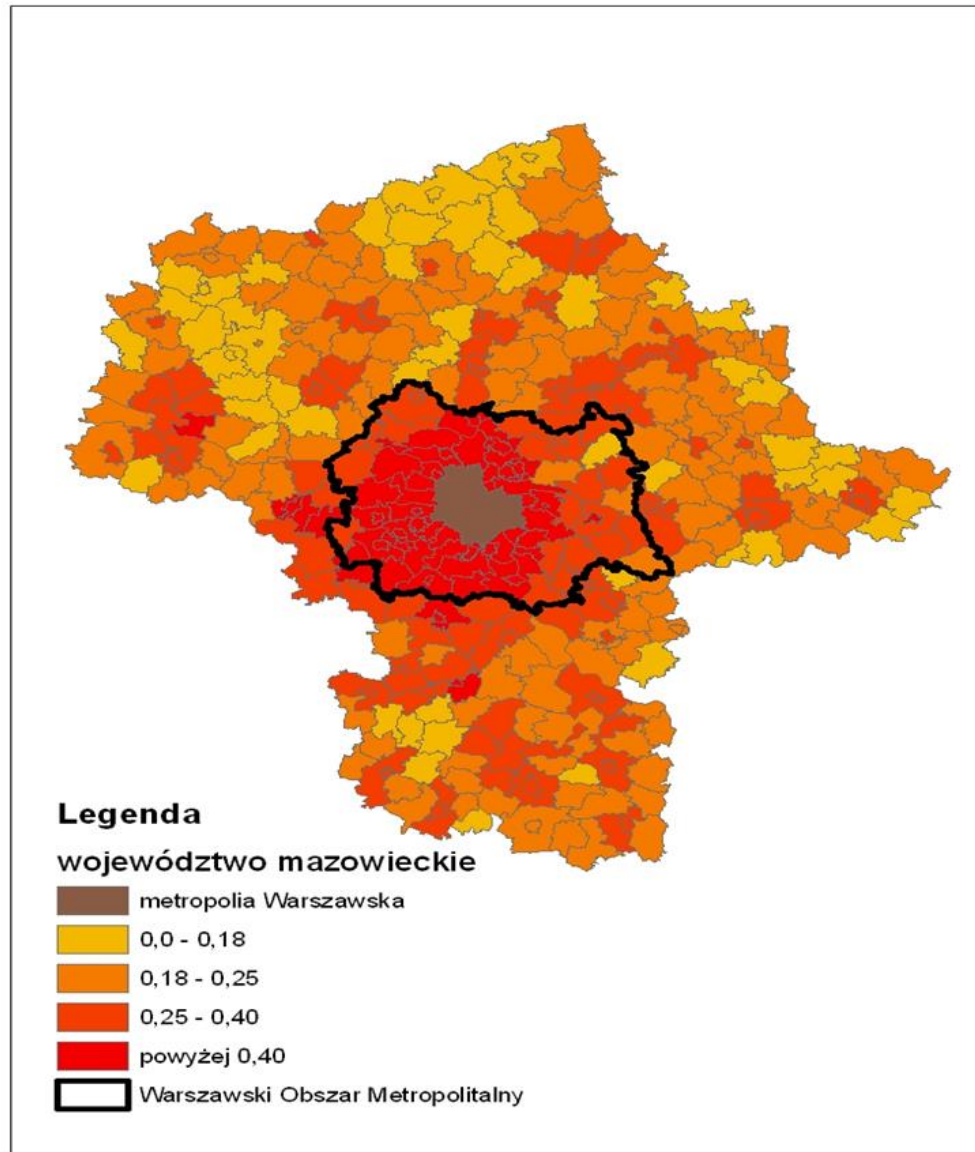 Legenda
województwo mazowieckie
metropolia Warszawska
0,0 - 0,18
0,18 - 0,25
0,25 - 0,40
powyżej 0,40
Warszawski Obszar Metropolitalny